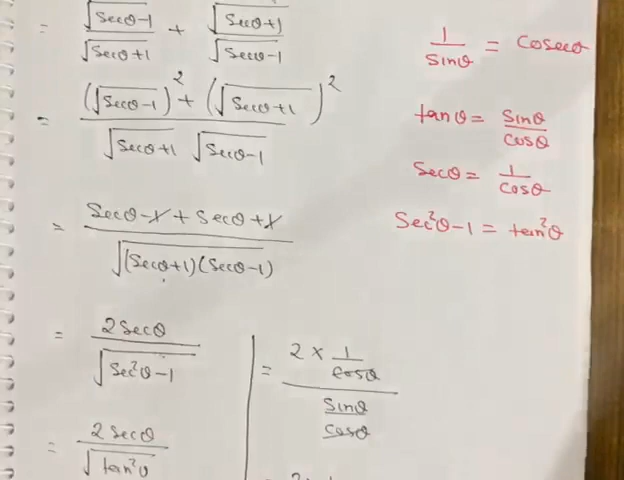 = √(secθ-1) / √(secθ+1) + √(secθ+1) / √(secθ-1)
= ((√(secθ-1))² + (√(secθ+1))²) / (√(secθ+1) √(secθ-1))
= (secθ-1 + secθ+1) / √((secθ+1)(secθ-1))
= 2secθ / √(sec²θ-1)
= 2secθ / √(tan²θ)
= (2 × 1/cosθ) / (sinθ/cosθ)
1/sinθ = cosecθ
tanθ = sinθ/cosθ
secθ = 1/cosθ
sec²θ-1 = tan²θ